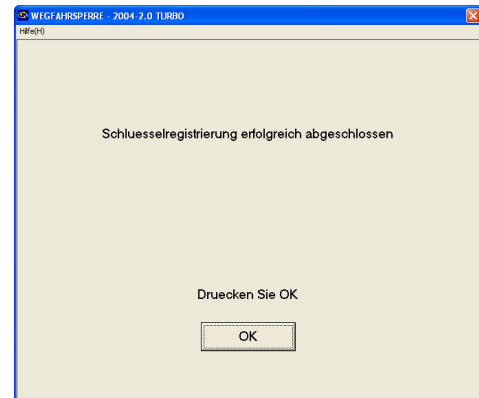 WEGFAHRSPERRE - 2004-2.0 TURBO
Hilfe(H)
Schluesselregistrierung erfolgreich abgeschlossen
Druecken Sie OK
OK